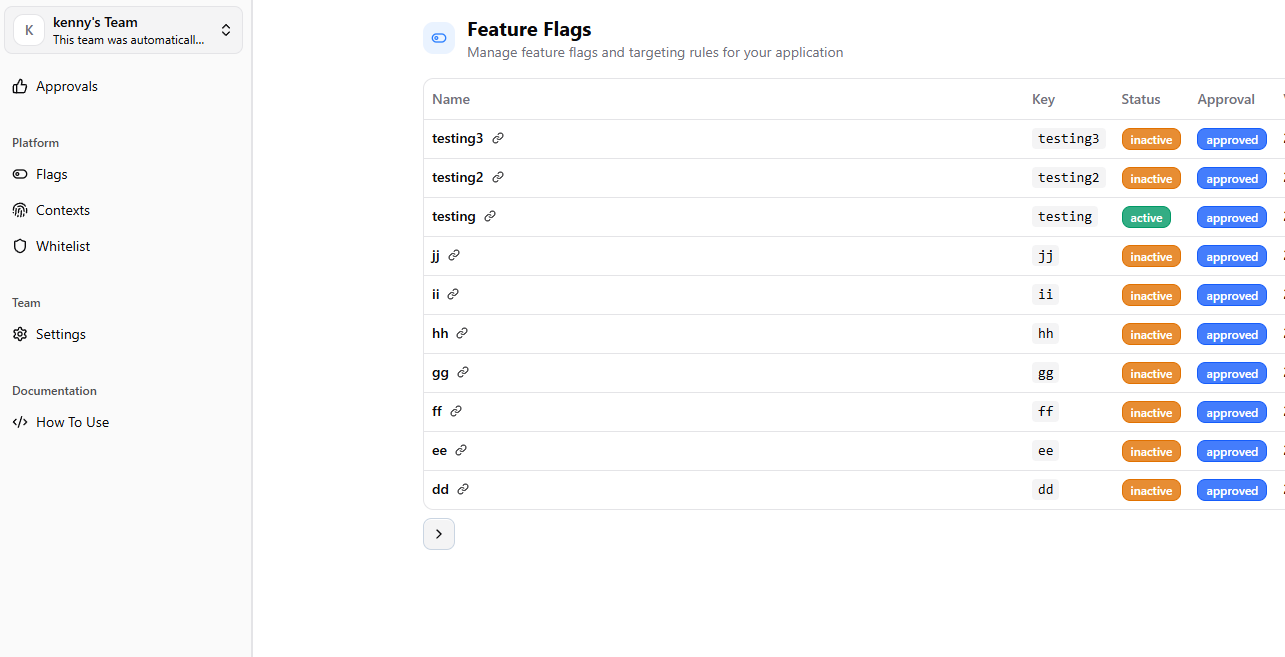 K
kenny's Team
This team was automaticall...
Approvals
Platform
Flags
Contexts
Whitelist
Team
Settings
Documentation
How To Use
Feature Flags
Manage feature flags and targeting rules for your application
Name Key Status Approval
testing3 testing3 inactive approved
testing2 testing2 inactive approved
testing testing active approved
jj jj inactive approved
ii ii inactive approved
hh hh inactive approved
gg gg inactive approved
ff ff inactive approved
ee ee inactive approved
dd dd inactive approved